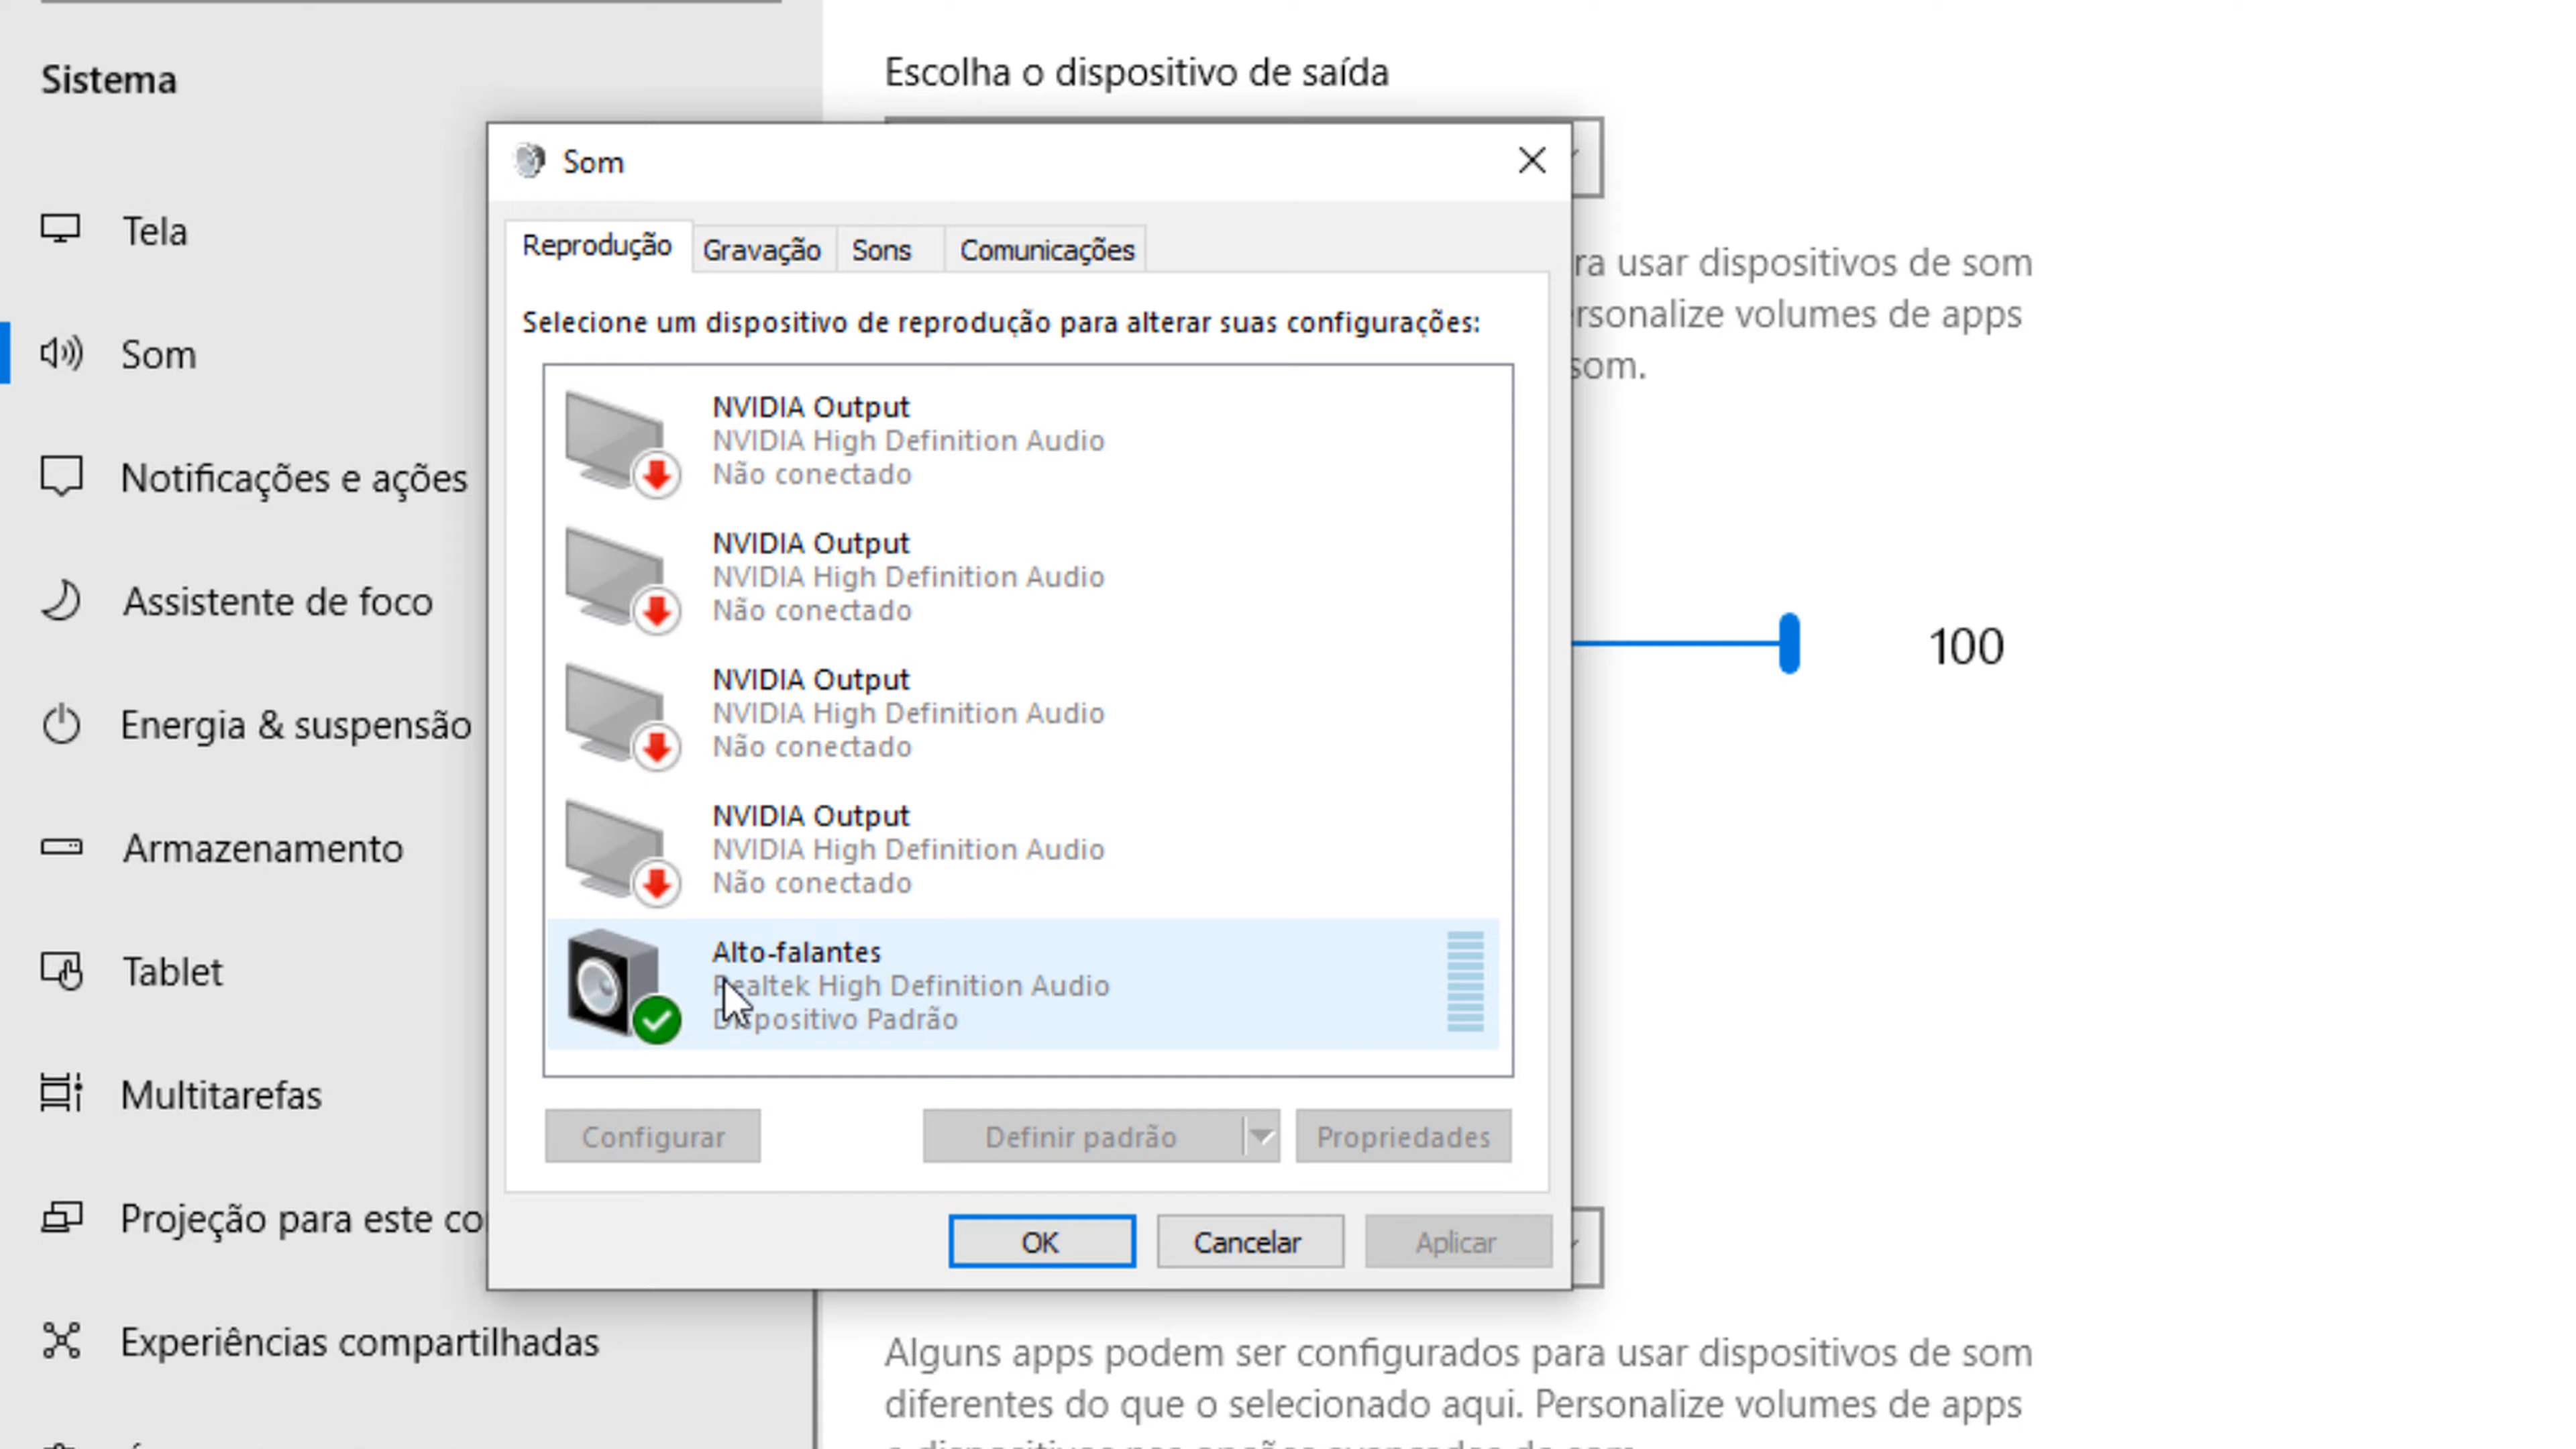 Sistema
Tela
Som
Notificações e ações
Assistente de foco
Energia & suspensão
Armazenamento
Tablet
Multitarefas
Projeção para este co
Experiências compartilhadas
Escolha o dispositivo de saída
Som
Reprodução
Gravação
Sons
Comunicações
Selecione um dispositivo de reprodução para alterar suas configurações:
NVIDIA Output
NVIDIA High Definition Audio
Não conectado
NVIDIA Output
NVIDIA High Definition Audio
Não conectado
NVIDIA Output
NVIDIA High Definition Audio
Não conectado
NVIDIA Output
NVIDIA High Definition Audio
Não conectado
Alto-falantes
Realtek High Definition Audio
Dispositivo Padrão
Configurar
Definir padrão
Propriedades
OK
Cancelar
Aplicar
ra usar dispositivos de som
rsonalize volumes de apps
som.
100
Alguns apps podem ser configurados para usar dispositivos de som
diferentes do que o selecionado aqui. Personalize volumes de apps